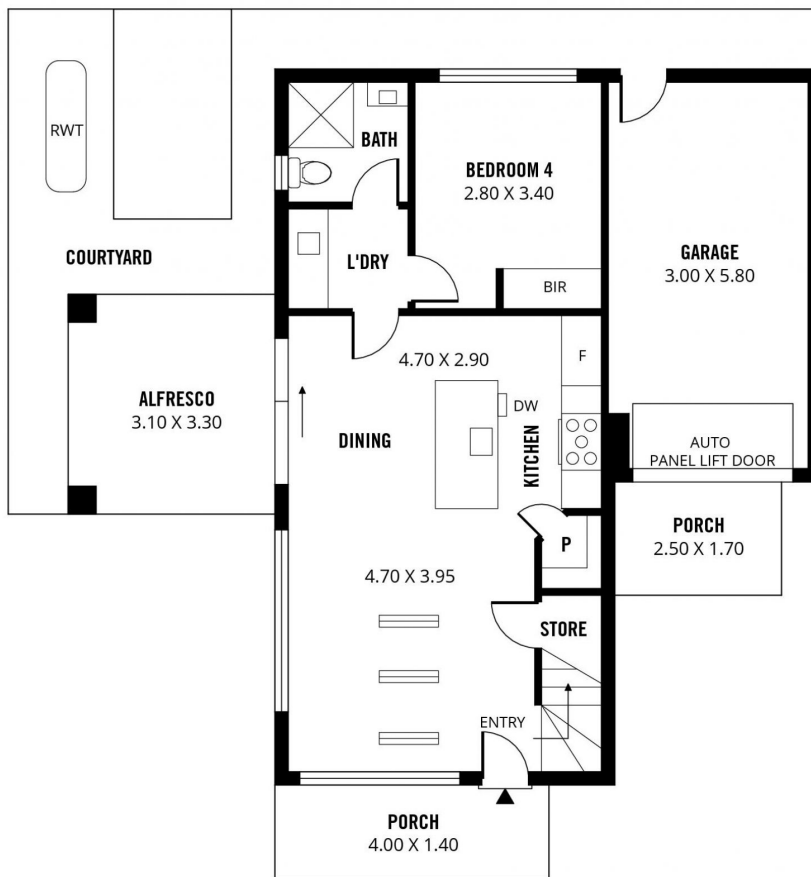 RWT
BATH
BEDROOM 4
2.80 X 3.40
COURTYARD
L'DRY
GARAGE
3.00 X 5.80
BIR
4.70 X 2.90
F
ALFRESCO
3.10 X 3.30
DW
DINING
KITCHEN
AUTO
PANEL LIFT DOOR
PORCH
2.50 X 1.70
P
4.70 X 3.95
STORE
ENTRY
PORCH
4.00 X 1.40